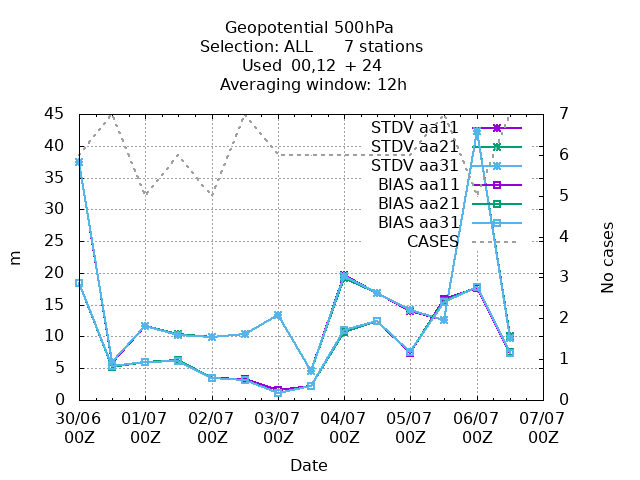 Geopotential 500hPa
Selection: ALL 7 stations
Used 00,12 + 24
Averaging window: 12h
45 7
40
35 6
30 5
25 4
20 3
15 2
10
5 1
0 0
m
No cases
STDV aa11
STDV aa21
STDV aa31
BIAS aa11
BIAS aa21
BIAS aa31
CASES
30/06 01/07 02/07 03/07 04/07 05/07 06/07 07/07
00Z 00Z 00Z 00Z 00Z 00Z 00Z 00Z
Date